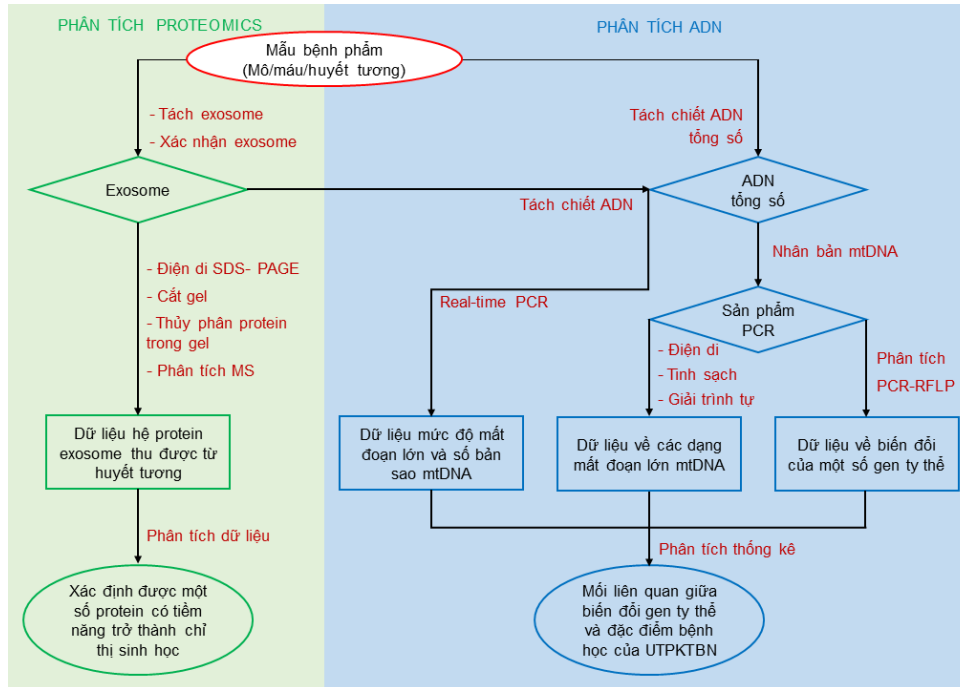 PHÂN TÍCH PROTEOMICS
PHÂN TÍCH ADN
Mẫu bệnh phẩm
(Mô/máu/huyết tương)
- Tách exosome
- Xác nhận exosome
Tách chiết ADN
tổng số
Exosome
Tách chiết ADN
ADN
tổng số
- Điện di SDS- PAGE
- Cắt gel
- Thủy phân protein
trong gel
- Phân tích MS
Nhân bản mtDNA
Real-time PCR
Sản phẩm
PCR
- Điện di
- Tinh sạch
- Giải trình tự
Phân tích
PCR-RFLP
Dữ liệu hệ protein
exosome thu được từ
huyết tương
Dữ liệu mức độ mất
đoạn lớn và số bản
sao mtDNA
Dữ liệu về các dạng
mất đoạn lớn mtDNA
Dữ liệu về biến đổi
của một số gen ty thể
Phân tích dữ liệu
Phân tích thống kê
Xác định được một
số protein có tiềm
năng trở thành chỉ
thị sinh học
Mối liên quan giữa
biến đổi gen ty thể
và đặc điểm bệnh
học của UTPKTBN